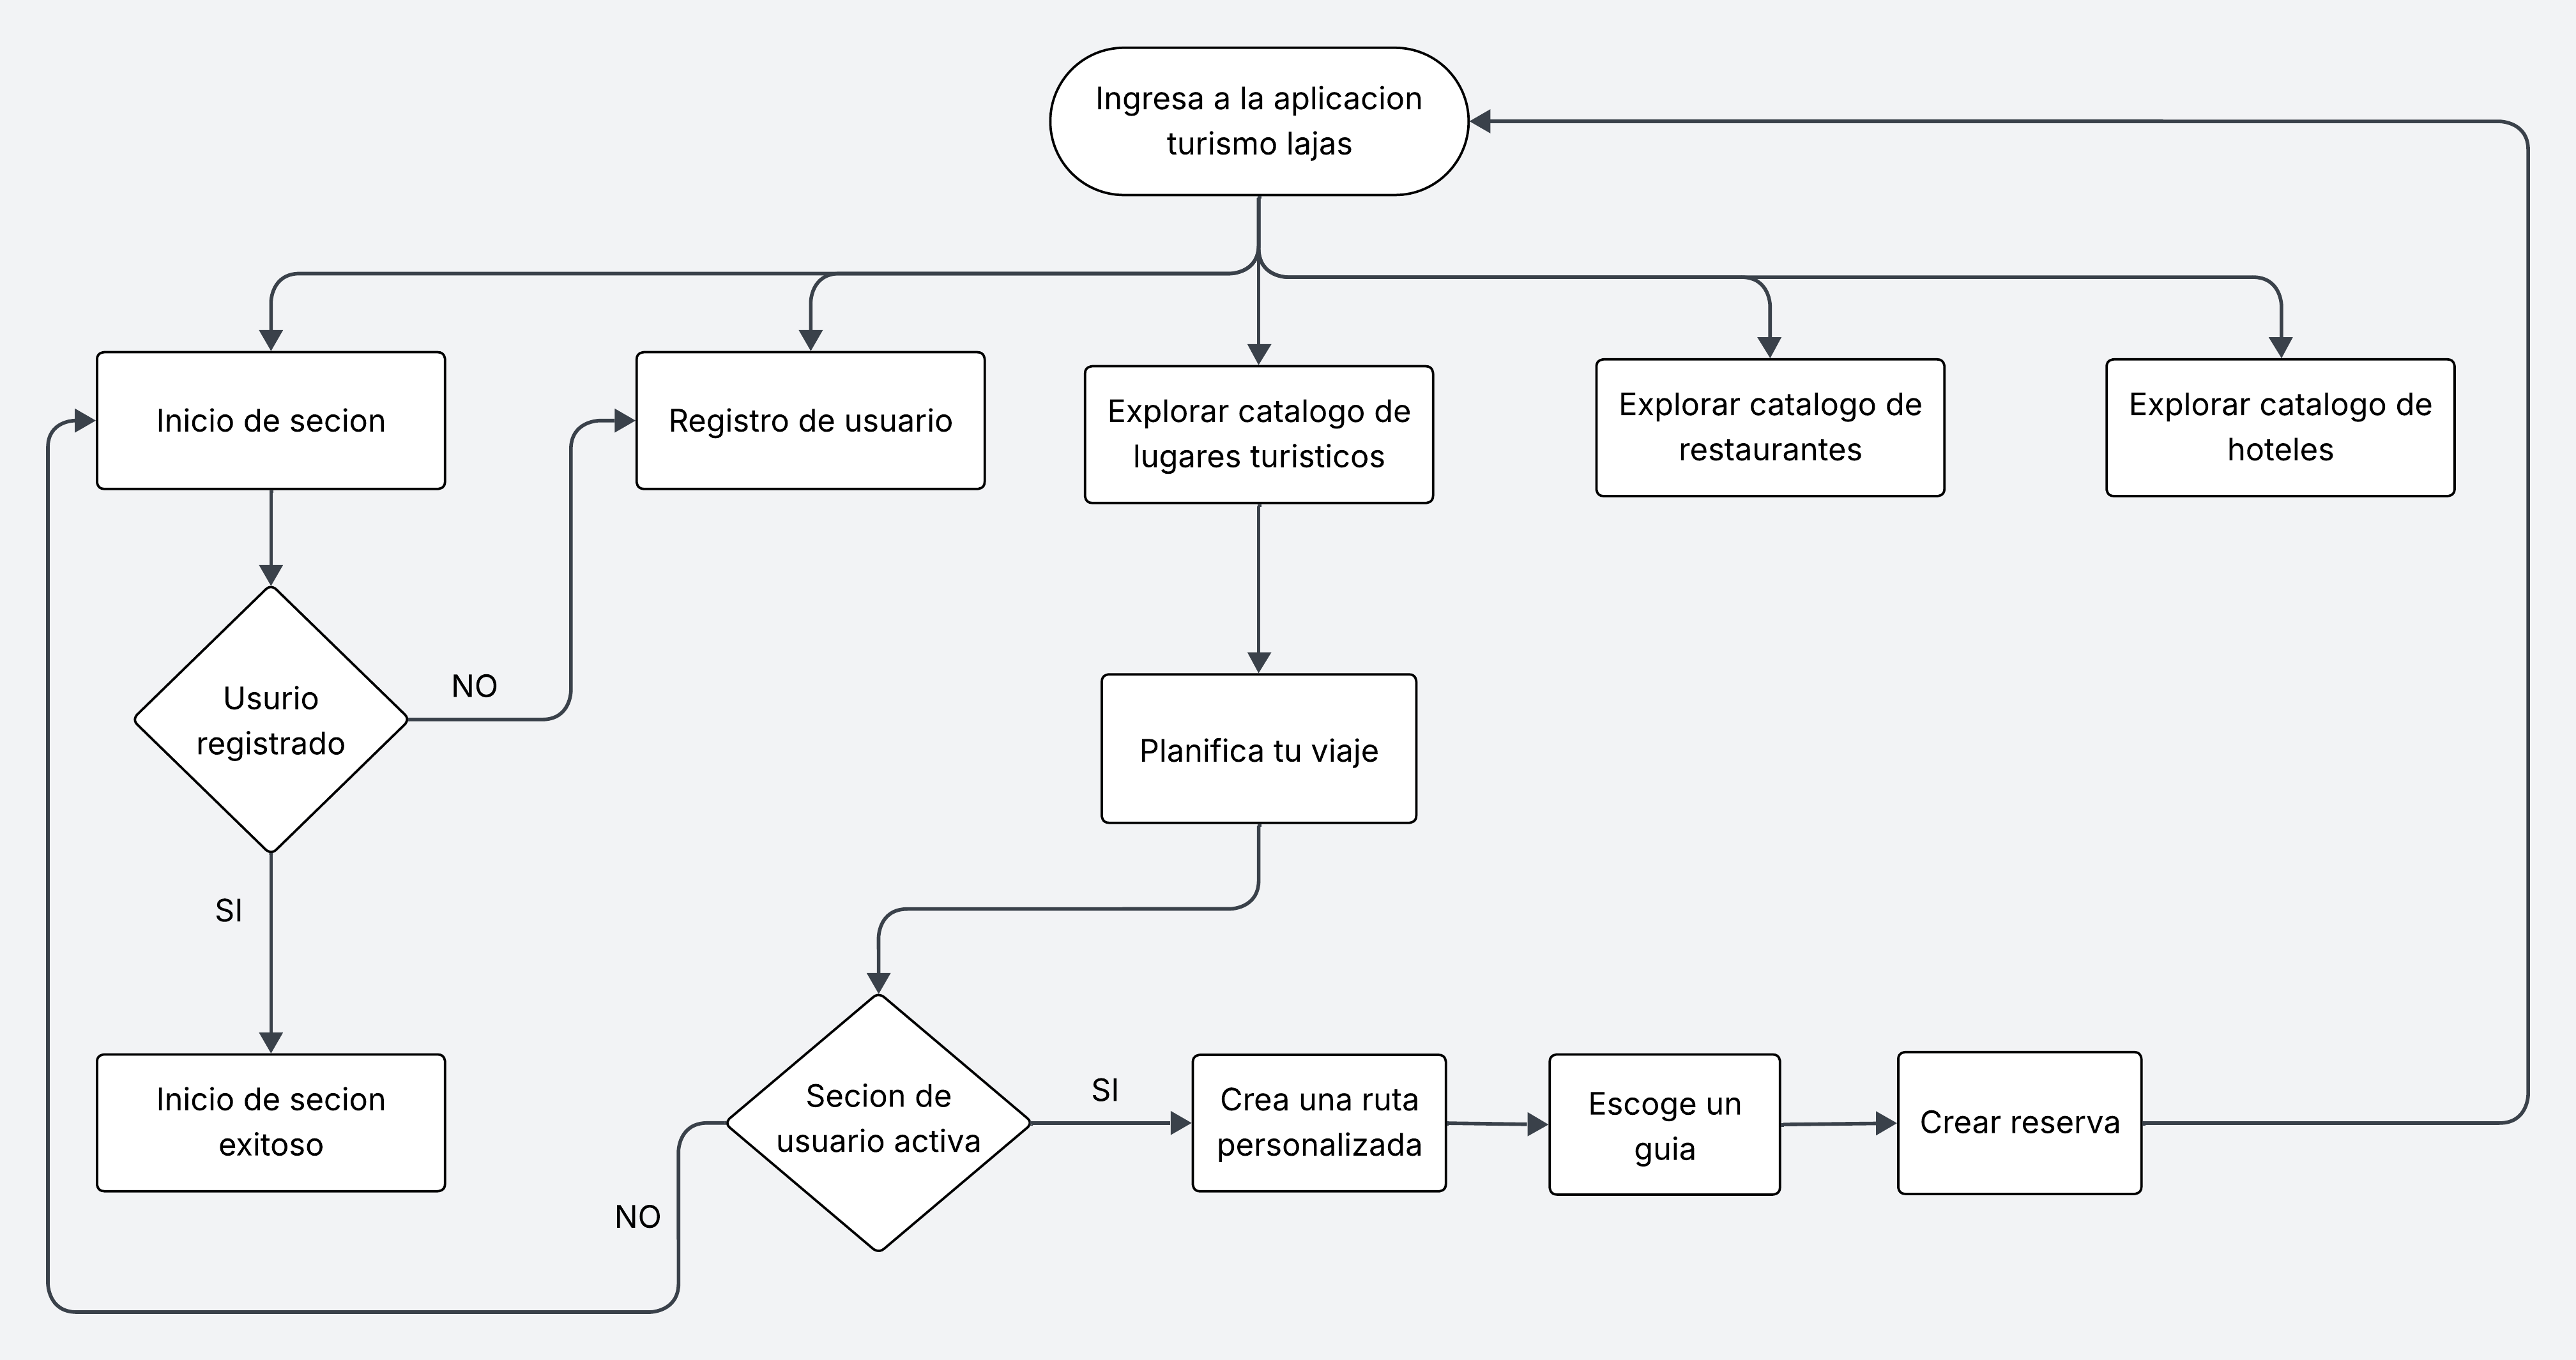 Ingresa a la aplicacion
turismo lajas
Inicio de secion
Registro de usuario
Explorar catalogo de
lugares turisticos
Explorar catalogo de
restaurantes
Explorar catalogo de
hoteles
Usurio
registrado
NO
Planifica tu viaje
SI
Inicio de secion
exitoso
Secion de
usuario activa
SI
NO
Crea una ruta
personalizada
Escoge un
guia
Crear reserva